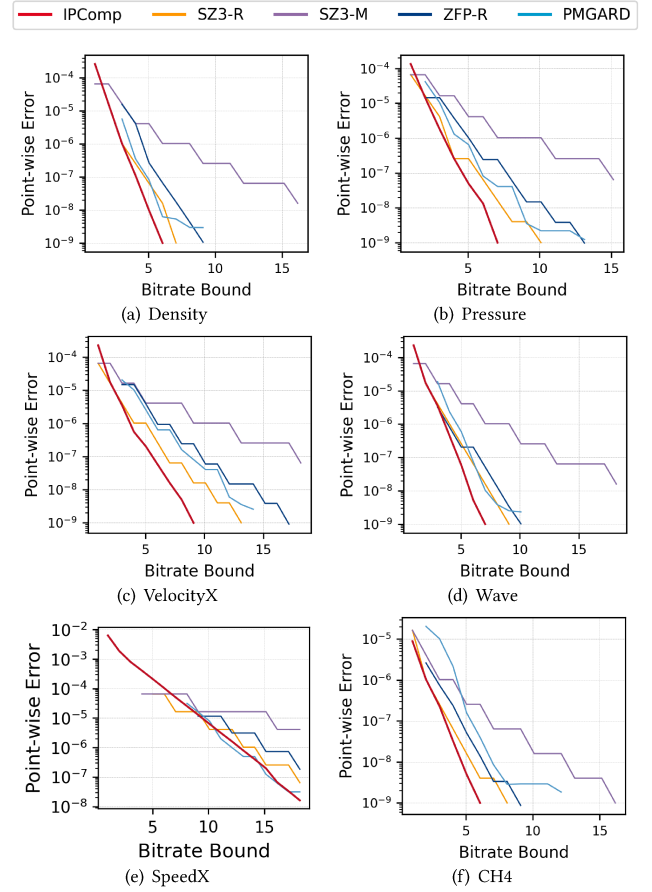 IPComp SZ3-R SZ3-M ZFP-R PMGARD
Point-wise Error
10⁻⁴
10⁻⁵
10⁻⁶
10⁻⁷
10⁻⁸
10⁻⁹
5 10 15
Bitrate Bound
(a) Density
Point-wise Error
10⁻⁴
10⁻⁵
10⁻⁶
10⁻⁷
10⁻⁸
10⁻⁹
5 10 15
Bitrate Bound
(b) Pressure
Point-wise Error
10⁻⁴
10⁻⁵
10⁻⁶
10⁻⁷
10⁻⁸
10⁻⁹
5 10 15
Bitrate Bound
(c) VelocityX
Point-wise Error
10⁻⁴
10⁻⁵
10⁻⁶
10⁻⁷
10⁻⁸
10⁻⁹
5 10 15
Bitrate Bound
(d) Wave
Point-wise Error
10⁻²
10⁻³
10⁻⁴
10⁻⁵
10⁻⁶
10⁻⁷
10⁻⁸
5 10 15
Bitrate Bound
(e) SpeedX
Point-wise Error
10⁻⁵
10⁻⁶
10⁻⁷
10⁻⁸
10⁻⁹
5 10 15
Bitrate Bound
(f) CH4